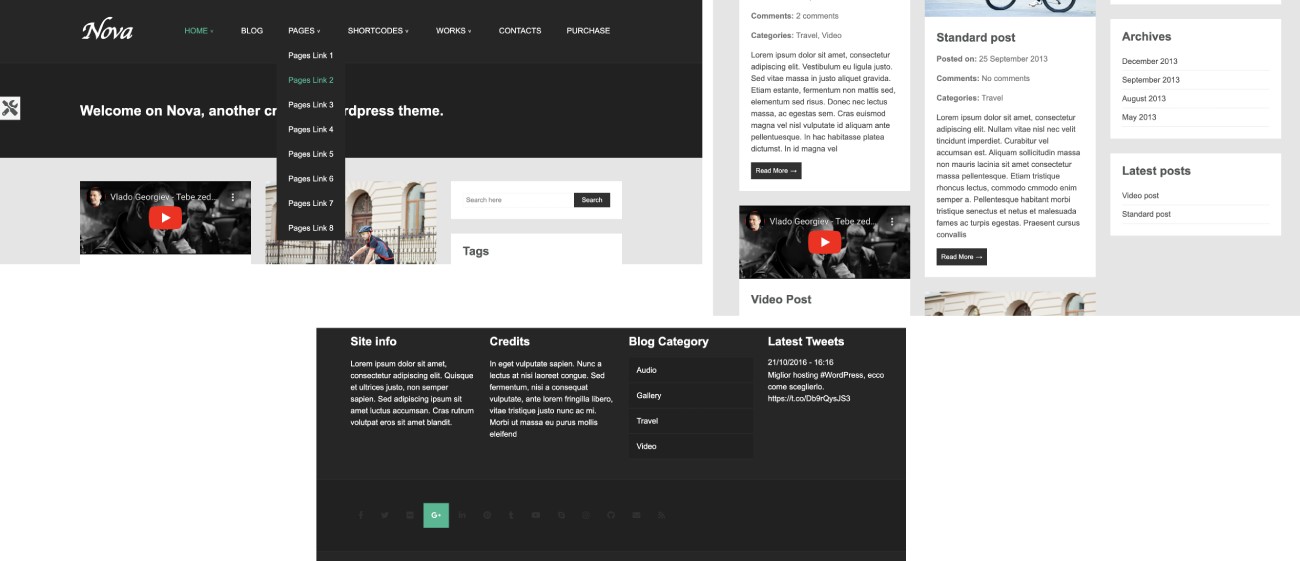 Nova
HOME
BLOG
PAGES
SHORTCODES
WORKS
CONTACTS
PURCHASE
Pages Link 1
Pages Link 2
Pages Link 3
Pages Link 4
Pages Link 5
Pages Link 6
Pages Link 7
Pages Link 8
Welcome on Nova, another cr rdpress theme.
Vlado Georgiev - Tebe zed...
Search here
Search
Tags
Comments: 2 comments
Categories: Travel, Video
Lorem ipsum dolor sit amet, consectetur
adipiscing elit. Vestibulum eu ligula justo.
Sed vitae massa in justo aliquet gravida.
Etiam estante, fermentum non mattis sed,
elementum sed risus. Donec nec lectus
massa, ac egestas sem. Cras euismod
magna vel nisl vulputate id aliquam ante
pellentuesque. In hac habitasse platea
dictumst. In id magna vel
Read More →
Vlado Georgiev - Tebe zed...
Video Post
Standard post
Posted on: 25 September 2013
Comments: No comments
Categories: Travel
Lorem ipsum dolor sit amet, consectetur
adipiscing elit. Nullam vitae nisl nec velit
tincidunt imperdiet. Curabitur vel
accumsan est. Aliquam sollicitudin massa
non mauris lacinia sit amet consectetur
massa pellentesque. Etiam tristique
rhoncus lectus, commodo cmmodo enim
semper a. Pellentesque habitant morbi
tristique senectus et netus et malesuada
fames ac turpis egestas. Praesent cursus
convallis
Read More →
Archives
December 2013
September 2013
August 2013
May 2013
Latest posts
Video post
Standard post
Site info
Lorem ipsum dolor sit amet,
consectetur adipiscing elit. Quisque
et ultrices justo, non semper
sapien. Sed adipiscing ipsum sit
amet luctus accumsan. Cras rutrum
volutpat eros sit amet blandit.
Credits
In eget vulputate sapien. Nunc a
lectus at nisi laoreet congue. Sed
fermentum, nisi a consequat
vulputate, ante lorem fringilla libero,
vitae tristique justo nunc ac mi.
Morbi ut massa eu purus mollis
eleifend
Blog Category
Audio
Gallery
Travel
Video
Latest Tweets
21/10/2016 - 16:16
Miglior hosting #WordPress, ecco
come sceglierlo.
https://t.co/Db9rQysJS3
G+